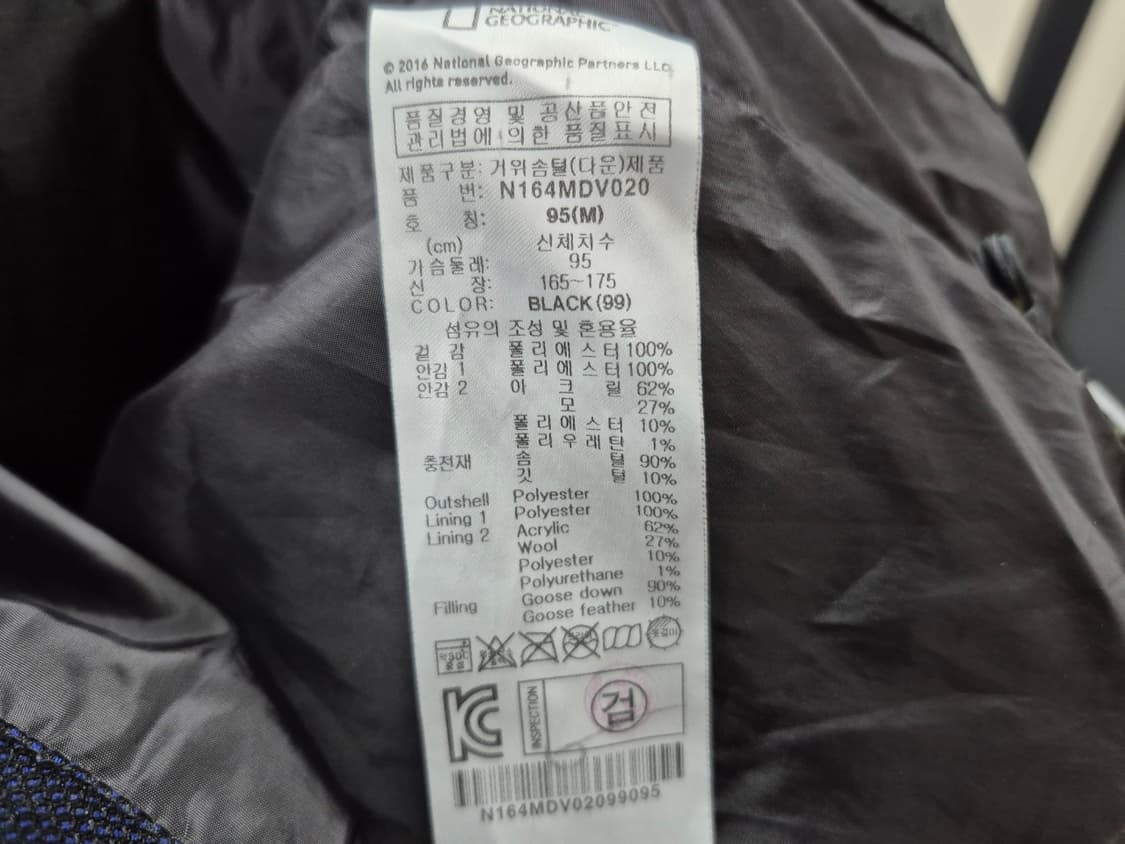 NATIONAL
GEOGRAPHIC
© 2016 National Geographic Partners LLC.
All rights reserved.
품질경영 및 공산품안전
관리법에 의한 품질표시
제품구분: 거위솜털(다운)제품
품 번: N164MDV020
호 칭: 95(M)
(cm) 신체치수
가슴둘레: 95
신 장: 165~175
COLOR: BLACK(99)
섬유의 조성 및 혼용율
겉 감 폴리에스터 100%
안감 1 폴리에스터 100%
안감 2 아 크 릴 62%
모 27%
폴리에스터 10%
폴리우레탄 1%
충전재 솜 털 90%
깃 털 10%
Outshell Polyester 100%
Lining 1 Polyester 100%
Lining 2 Acrylic 62%
Wool 27%
Polyester 10%
Polyurethane 1%
Filling Goose down 90%
Goose feather 10%
옷걸이
INSPECTION
검
N164MDV02099095